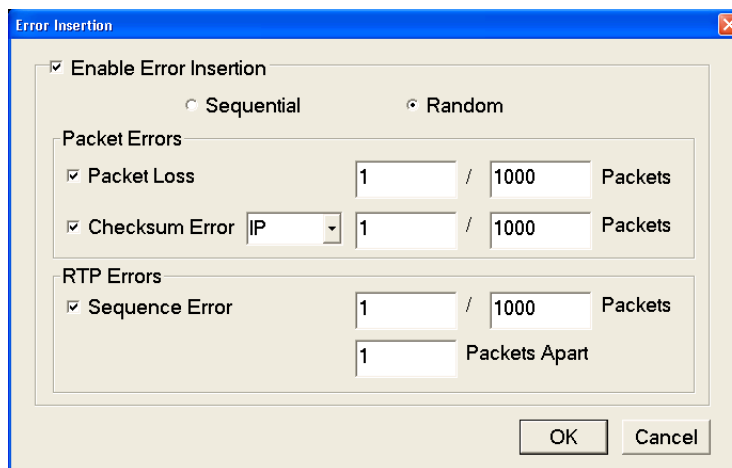 Error Insertion
Enable Error Insertion
Sequential Random
Packet Errors
Packet Loss 1 / 1000 Packets
Checksum Error IP 1 / 1000 Packets
RTP Errors
Sequence Error 1 / 1000 Packets
1 Packets Apart
OK Cancel